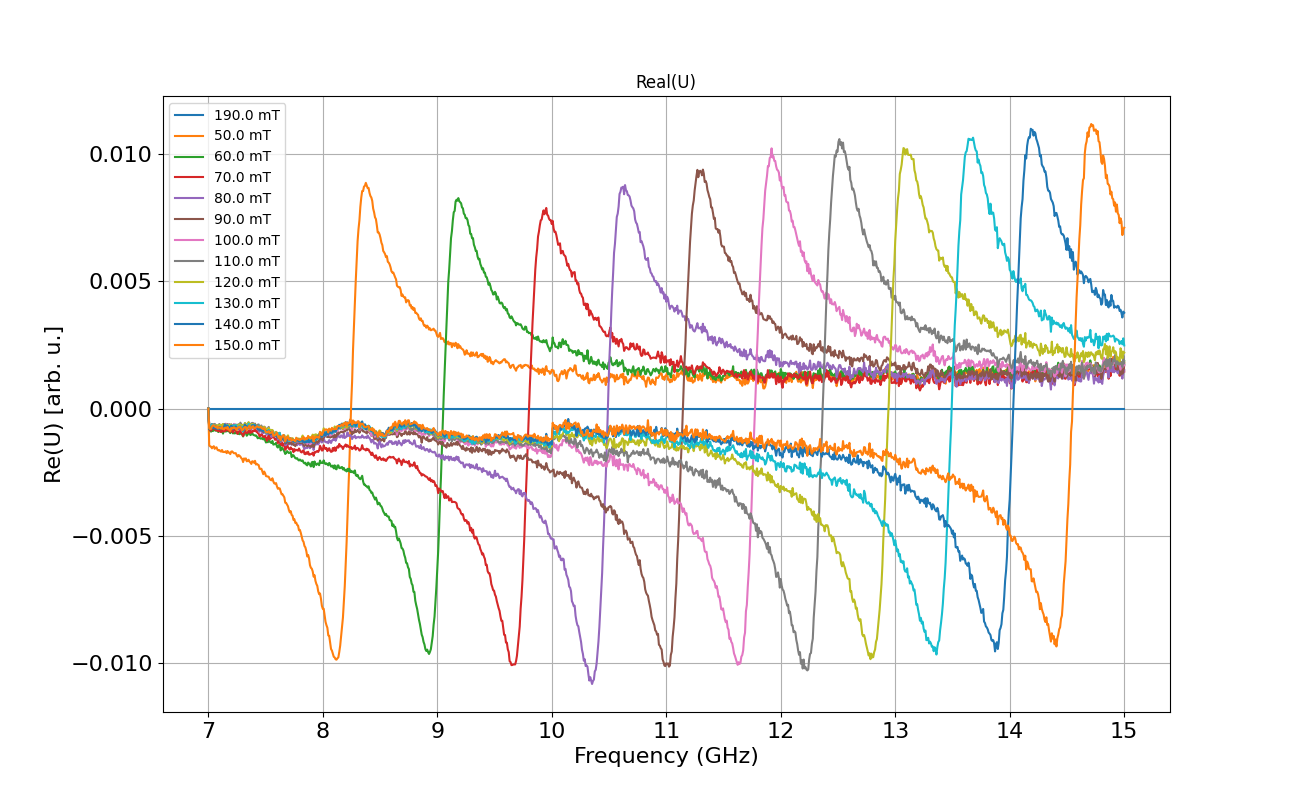 Real(U)
190.0 mT
50.0 mT
60.0 mT
70.0 mT
80.0 mT
90.0 mT
100.0 mT
110.0 mT
120.0 mT
130.0 mT
140.0 mT
150.0 mT
0.010
0.005
0.000
−0.005
−0.010
Re(U) [arb. u.]
7 8 9 10 11 12 13 14 15
Frequency (GHz)